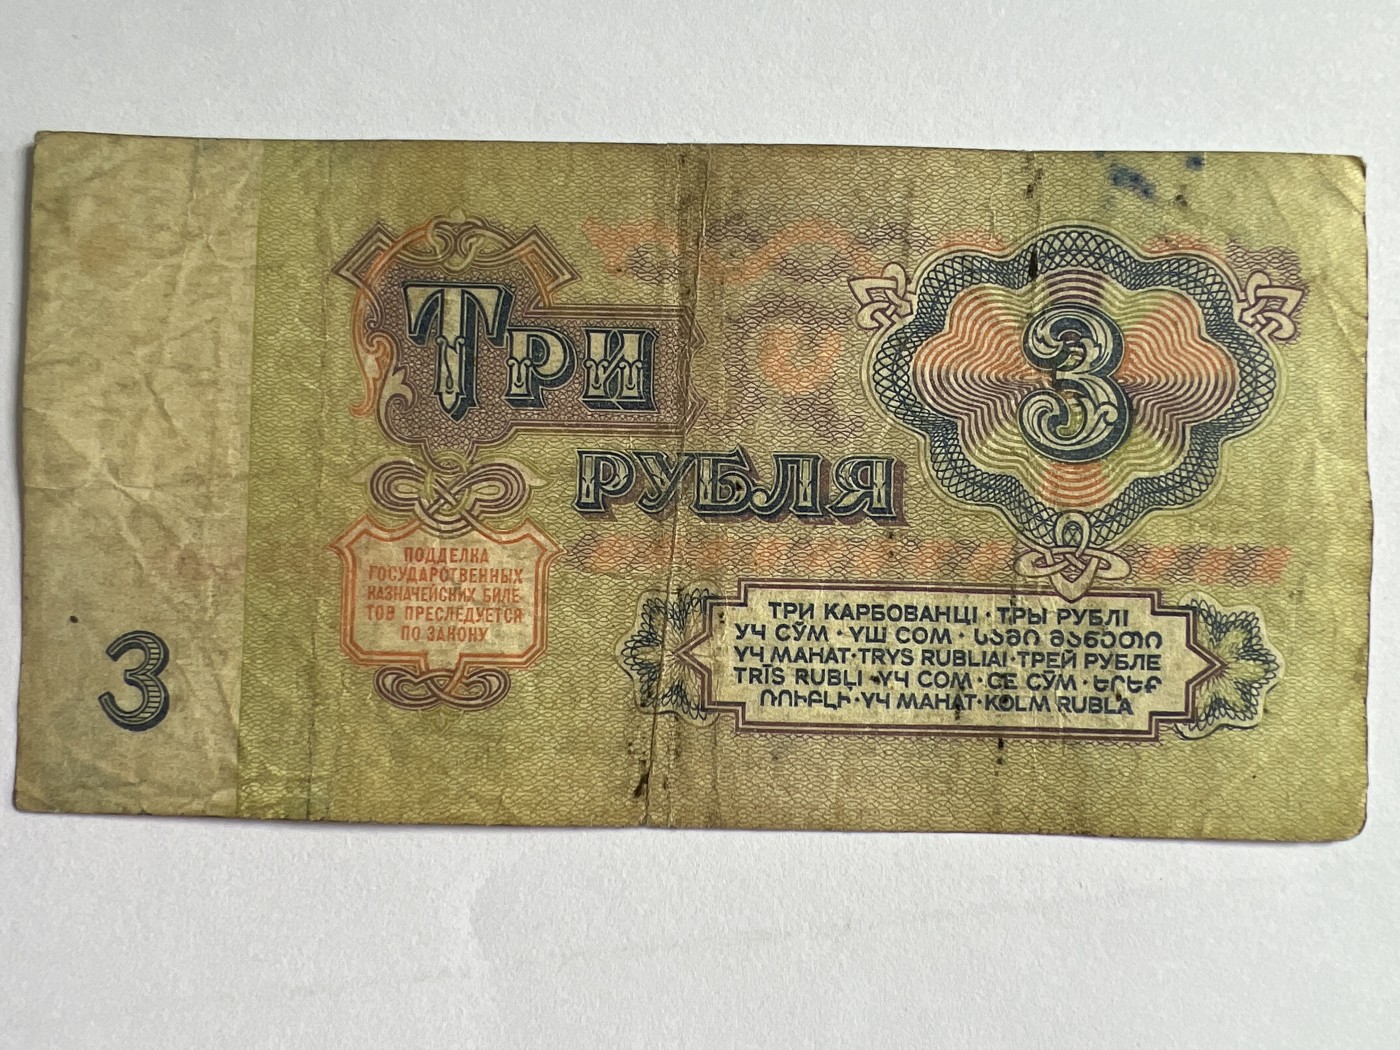 Три
РУБЛЯ
3
ПОДДЕЛКА
ГОСУДАРСТВЕННЫХ
КАЗНАЧЕЙСКИХ БИЛЕ-
ТОВ ПРЕСЛЕДУЕТСЯ
ПО ЗАКОНУ
3
ТРИ КАРБОВАНЦІ · ТРЫ РУБЛІ
УЧ СЎМ · ҮШ СОМ · ᲡᲐᲛᲘ ᲛᲐᲜᲔᲗᲘ
УЧ МАНАТ · TRYS RUBLIAI · ТРЕЙ РУБЛЕ
TRĪS RUBĻI · ҮЧ СОМ · СЕ СӮМ · ԵՐԵՔ
ՌՈՒԲԼԻ · ҮЧ МАНАТ · KOLM RUBLA